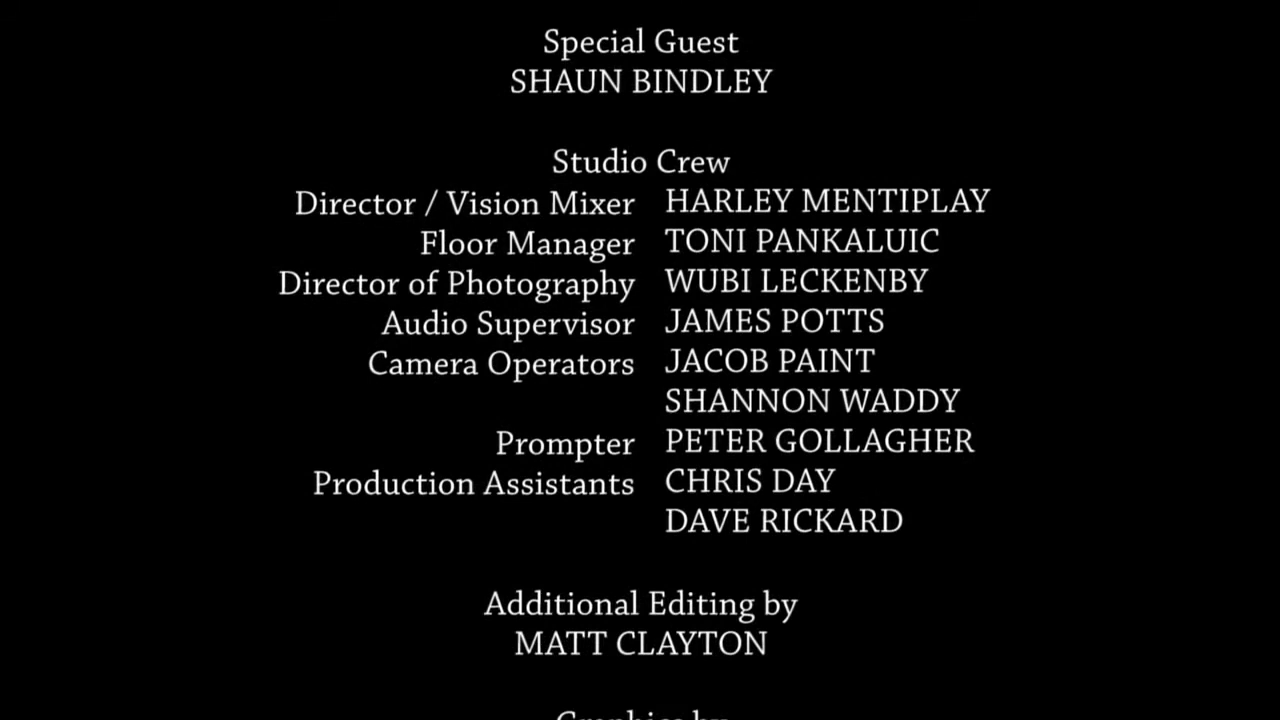 Special Guest
SHAUN BINDLEY
Studio Crew
Director / Vision Mixer HARLEY MENTIPLAY
Floor Manager TONI PANKALUIC
Director of Photography WUBI LECKENBY
Audio Supervisor JAMES POTTS
Camera Operators JACOB PAINT
SHANNON WADDY
Prompter PETER GOLLAGHER
Production Assistants CHRIS DAY
DAVE RICKARD
Additional Editing by
MATT CLAYTON
Graphics by